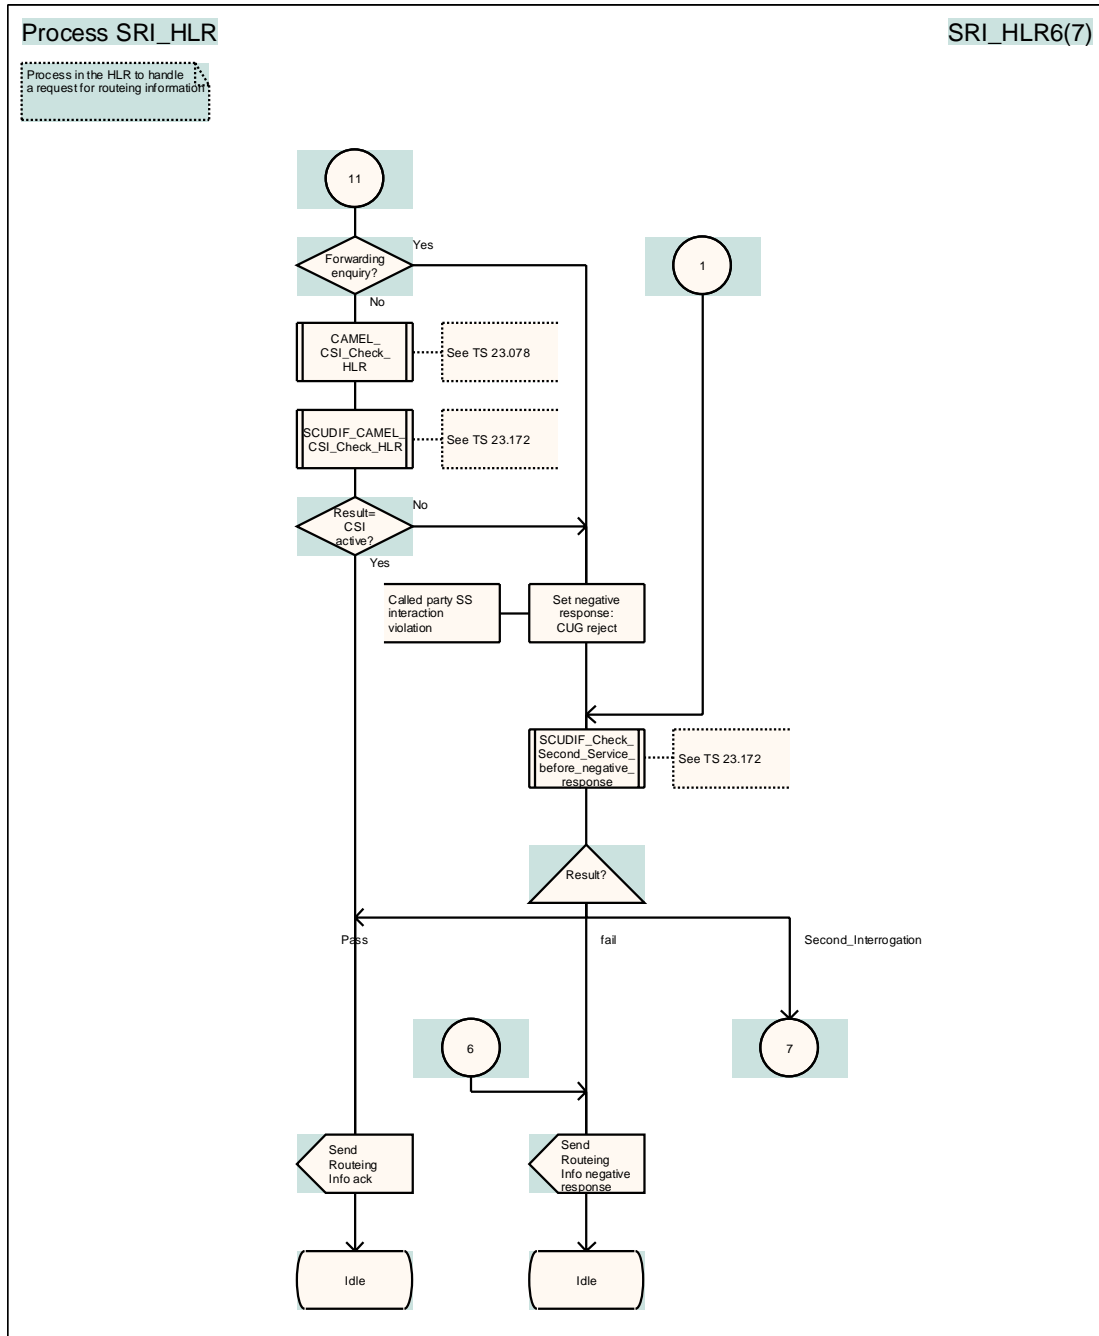 Process SRI_HLR
SRI_HLR6(7)
Process in the HLR to handle
a request for routeing information
11
Yes
Forwarding
enquiry?
1
No
CAMEL_
CSI_Check_
HLR
See TS 23.078
SCUDIF_CAMEL_
CSI_Check_HLR
See TS 23.172
No
Result=
CSI
active?
Yes
Called party SS
interaction
violation
Set negative
response:
CUG reject
SCUDIF_Check_
Second_Service_
before_negative_
response
See TS 23.172
Result?
Pass
fail
Second_Interrogation
6
7
Send
Routeing
Info ack
Send
Routeing
Info negative
response
Idle
Idle